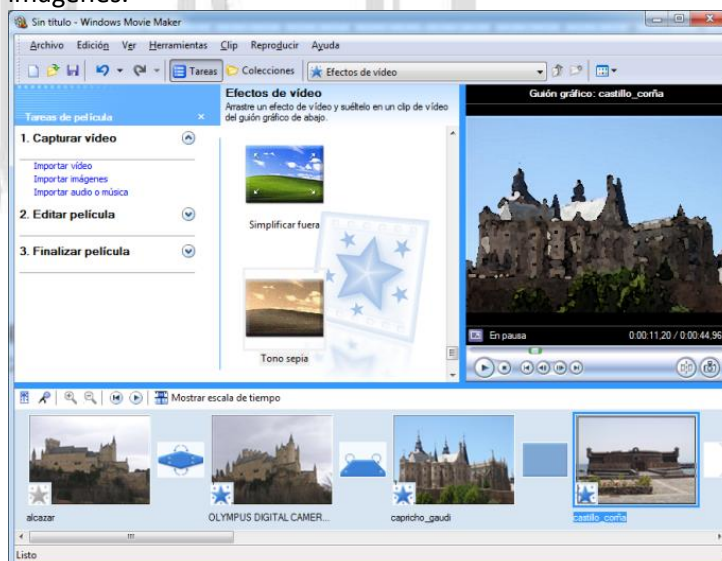 imágenes.
Sin título - Windows Movie Maker
Archivo Edición Ver Herramientas Clip Reproducir Ayuda
Tareas Colecciones Efectos de vídeo
Tareas de película
1. Capturar vídeo
Importar vídeo
Importar imágenes
Importar audio o música
2. Editar película
3. Finalizar película
Efectos de vídeo
Arrastre un efecto de vídeo y suéltelo en un clip de vídeo
del guión gráfico de abajo.
Simplificar fuera
Tono sepia
Guión gráfico: castillo_corña
En pausa 0:00:11,20 / 0:00:44,96
Mostrar escala de tiempo
alcazar OLYMPUS DIGITAL CAMER... capricho_gaudi castillo_corña
Listo